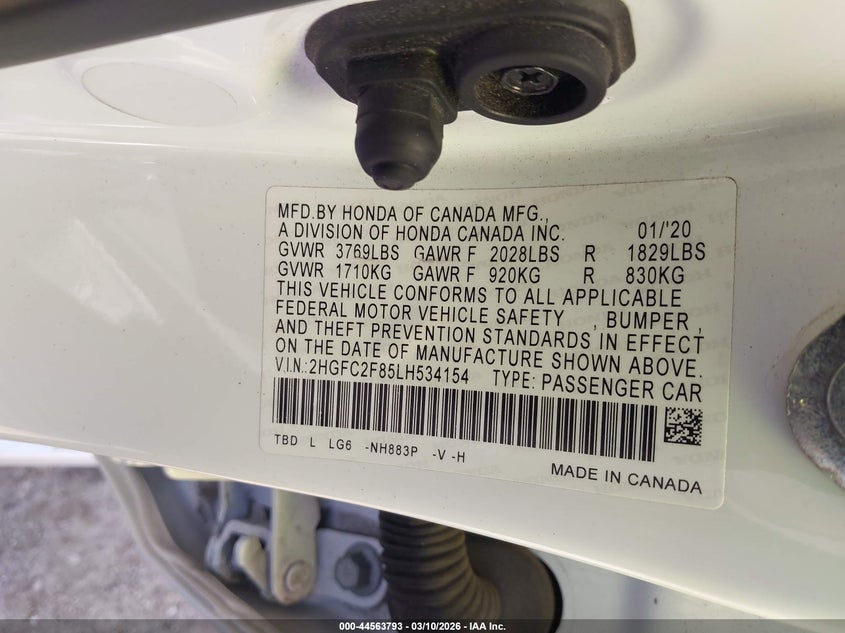 MFD.BY HONDA OF CANADA MFG.,
A DIVISION OF HONDA CANADA INC. 01/'20
GVWR 3769LBS GAWR F 2028LBS R 1829LBS
GVWR 1710KG GAWR F 920KG R 830KG
THIS VEHICLE CONFORMS TO ALL APPLICABLE
FEDERAL MOTOR VEHICLE SAFETY , BUMPER ,
AND THEFT PREVENTION STANDARDS IN EFFECT
ON THE DATE OF MANUFACTURE SHOWN ABOVE.
V.I.N.:2HGFC2F85LH534154 TYPE: PASSENGER CAR
TBD L LG6 -NH883P -V -H
MADE IN CANADA
000-44563793 — 03/10/2026 — IAA Inc.